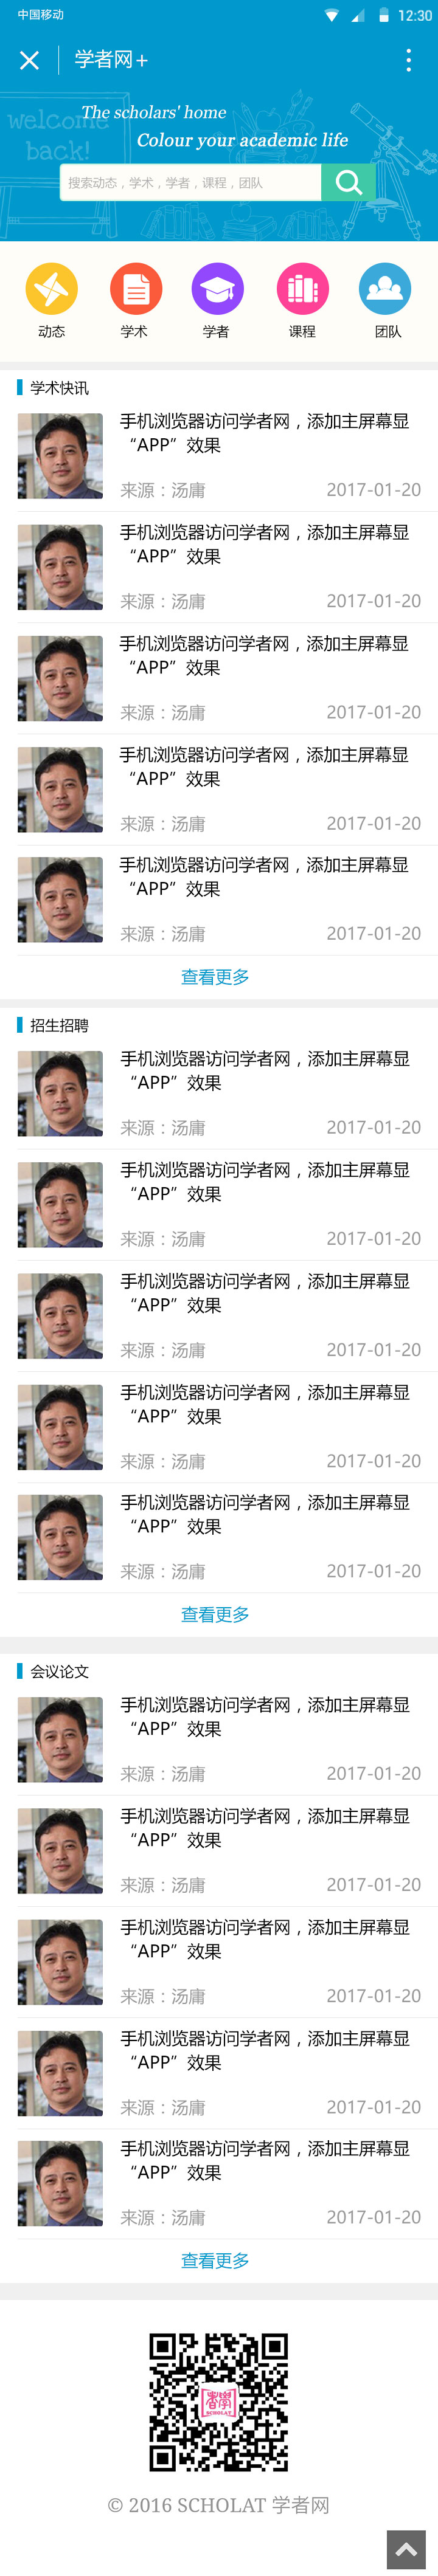 中国移动
12:30
学者网+
welcome
back!
The scholars' home
Colour your academic life
搜索动态，学术，学者，课程，团队
动态 学术 学者 课程 团队
学术快讯
手机浏览器访问学者网，添加主屏幕显
“APP”效果
来源：汤庸 2017-01-20
手机浏览器访问学者网，添加主屏幕显
“APP”效果
来源：汤庸 2017-01-20
手机浏览器访问学者网，添加主屏幕显
“APP”效果
来源：汤庸 2017-01-20
手机浏览器访问学者网，添加主屏幕显
“APP”效果
来源：汤庸 2017-01-20
手机浏览器访问学者网，添加主屏幕显
“APP”效果
来源：汤庸 2017-01-20
查看更多
招生招聘
手机浏览器访问学者网，添加主屏幕显
“APP”效果
来源：汤庸 2017-01-20
手机浏览器访问学者网，添加主屏幕显
“APP”效果
来源：汤庸 2017-01-20
手机浏览器访问学者网，添加主屏幕显
“APP”效果
来源：汤庸 2017-01-20
手机浏览器访问学者网，添加主屏幕显
“APP”效果
来源：汤庸 2017-01-20
手机浏览器访问学者网，添加主屏幕显
“APP”效果
来源：汤庸 2017-01-20
查看更多
会议论文
手机浏览器访问学者网，添加主屏幕显
“APP”效果
来源：汤庸 2017-01-20
手机浏览器访问学者网，添加主屏幕显
“APP”效果
来源：汤庸 2017-01-20
手机浏览器访问学者网，添加主屏幕显
“APP”效果
来源：汤庸 2017-01-20
手机浏览器访问学者网，添加主屏幕显
“APP”效果
来源：汤庸 2017-01-20
手机浏览器访问学者网，添加主屏幕显
“APP”效果
来源：汤庸 2017-01-20
查看更多
SCHOLAT
© 2016 SCHOLAT 学者网